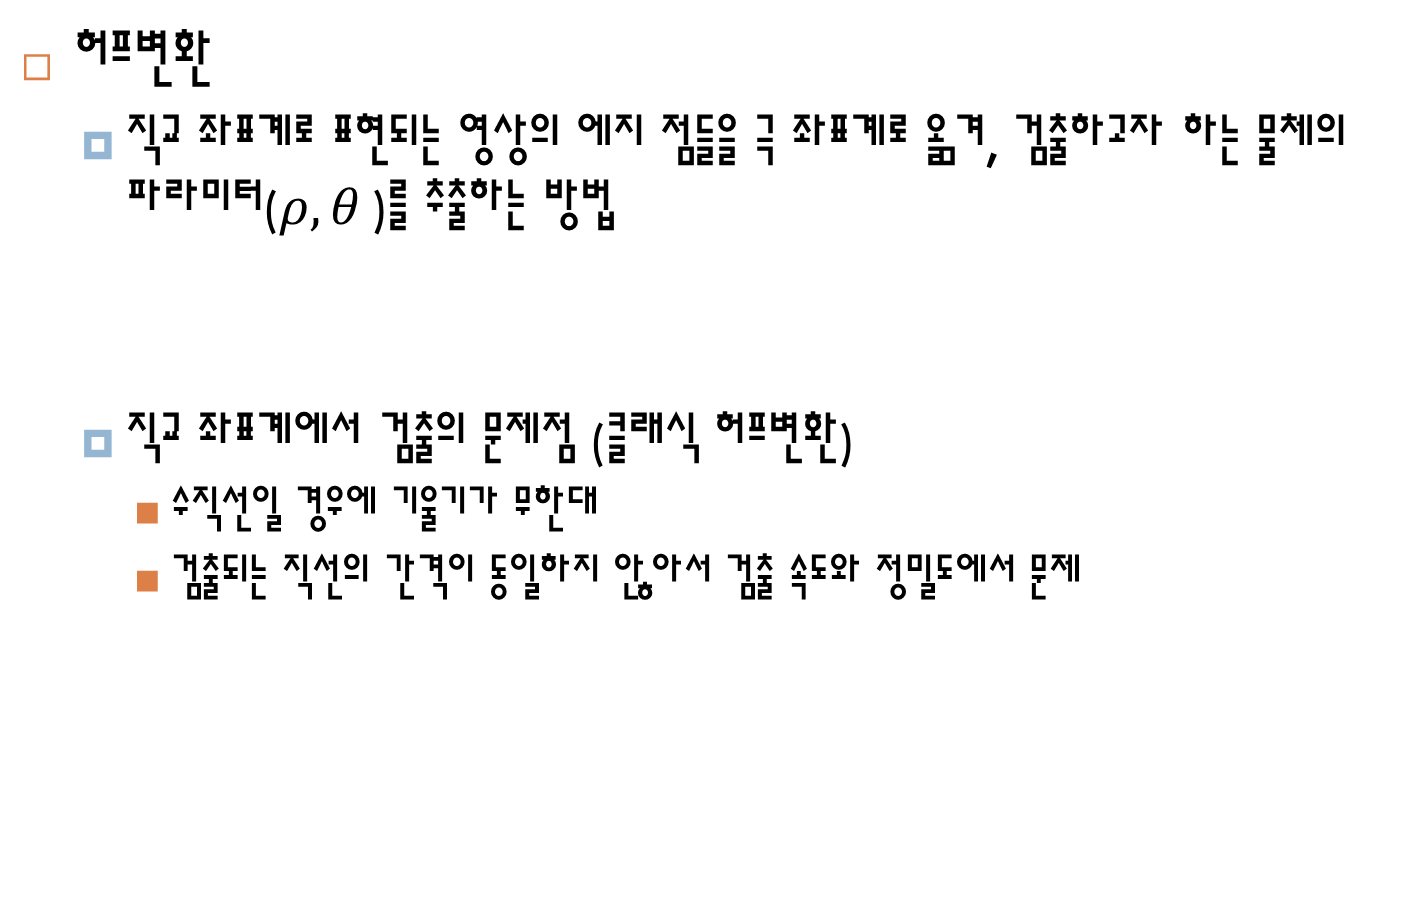 허프변환
직교 좌표계로 표현되는 영상의 에지 점들을 극 좌표계로 옮겨, 검출하고자 하는 물체의
파라미터(ρ, θ )를 추출하는 방법
직교 좌표계에서 검출의 문제점 (클래식 허프변환)
수직선일 경우에 기울기가 무한대
검출되는 직선의 간격이 동일하지 않아서 검출 속도와 정밀도에서 문제